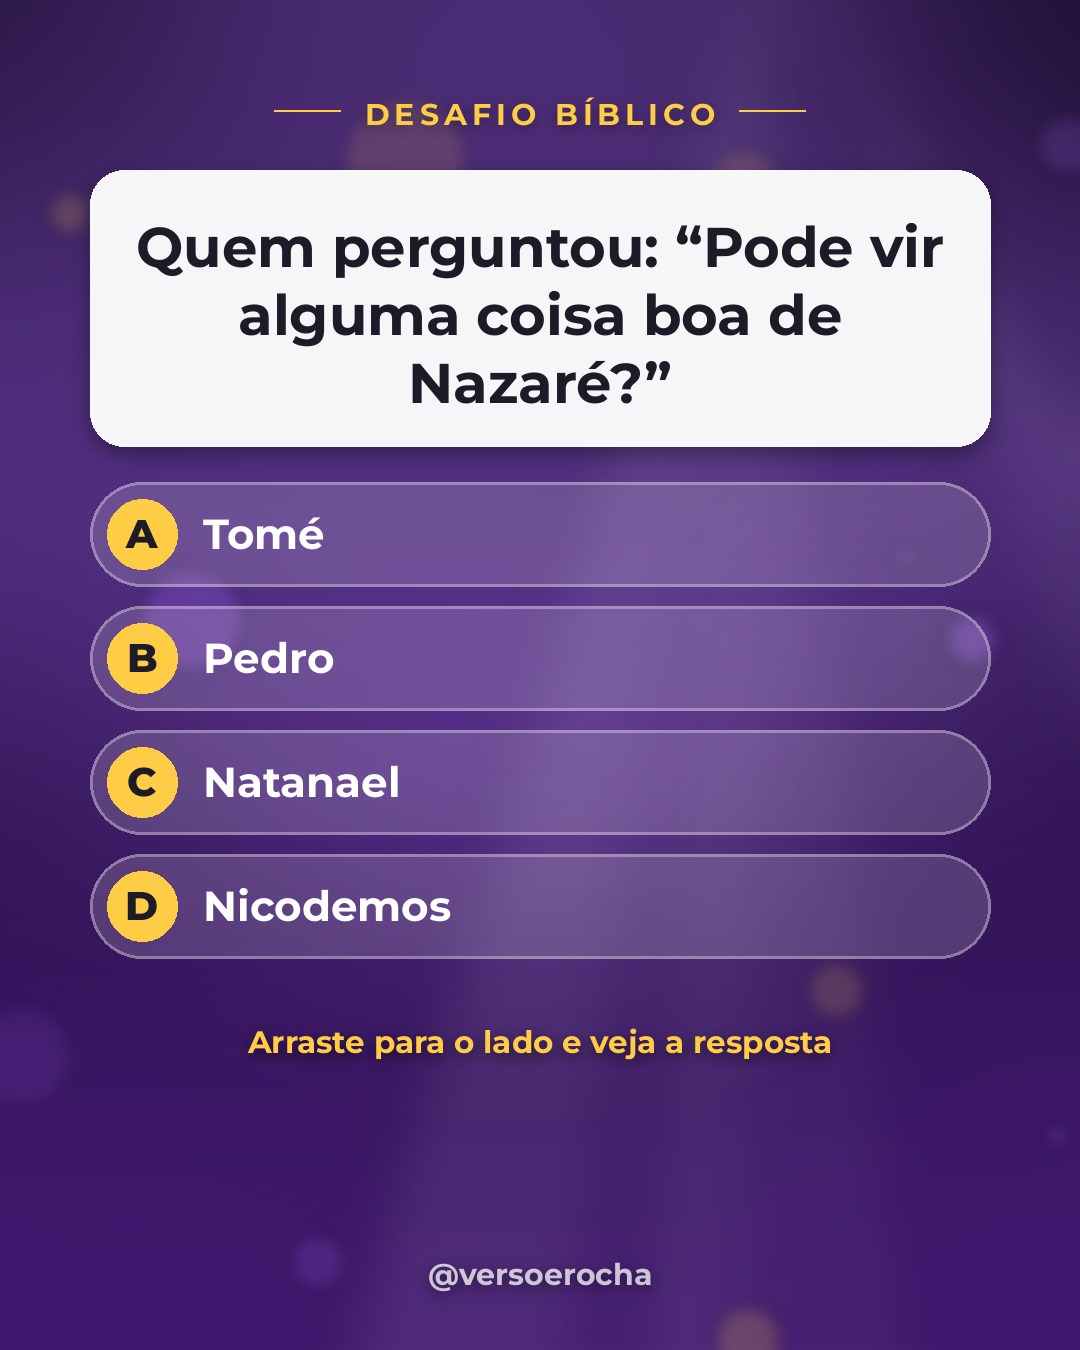 DESAFIO BÍBLICO
Quem perguntou: “Pode vir
alguma coisa boa de
Nazaré?”
A Tomé
B Pedro
C Natanael
D Nicodemos
Arraste para o lado e veja a resposta
@versoerocha